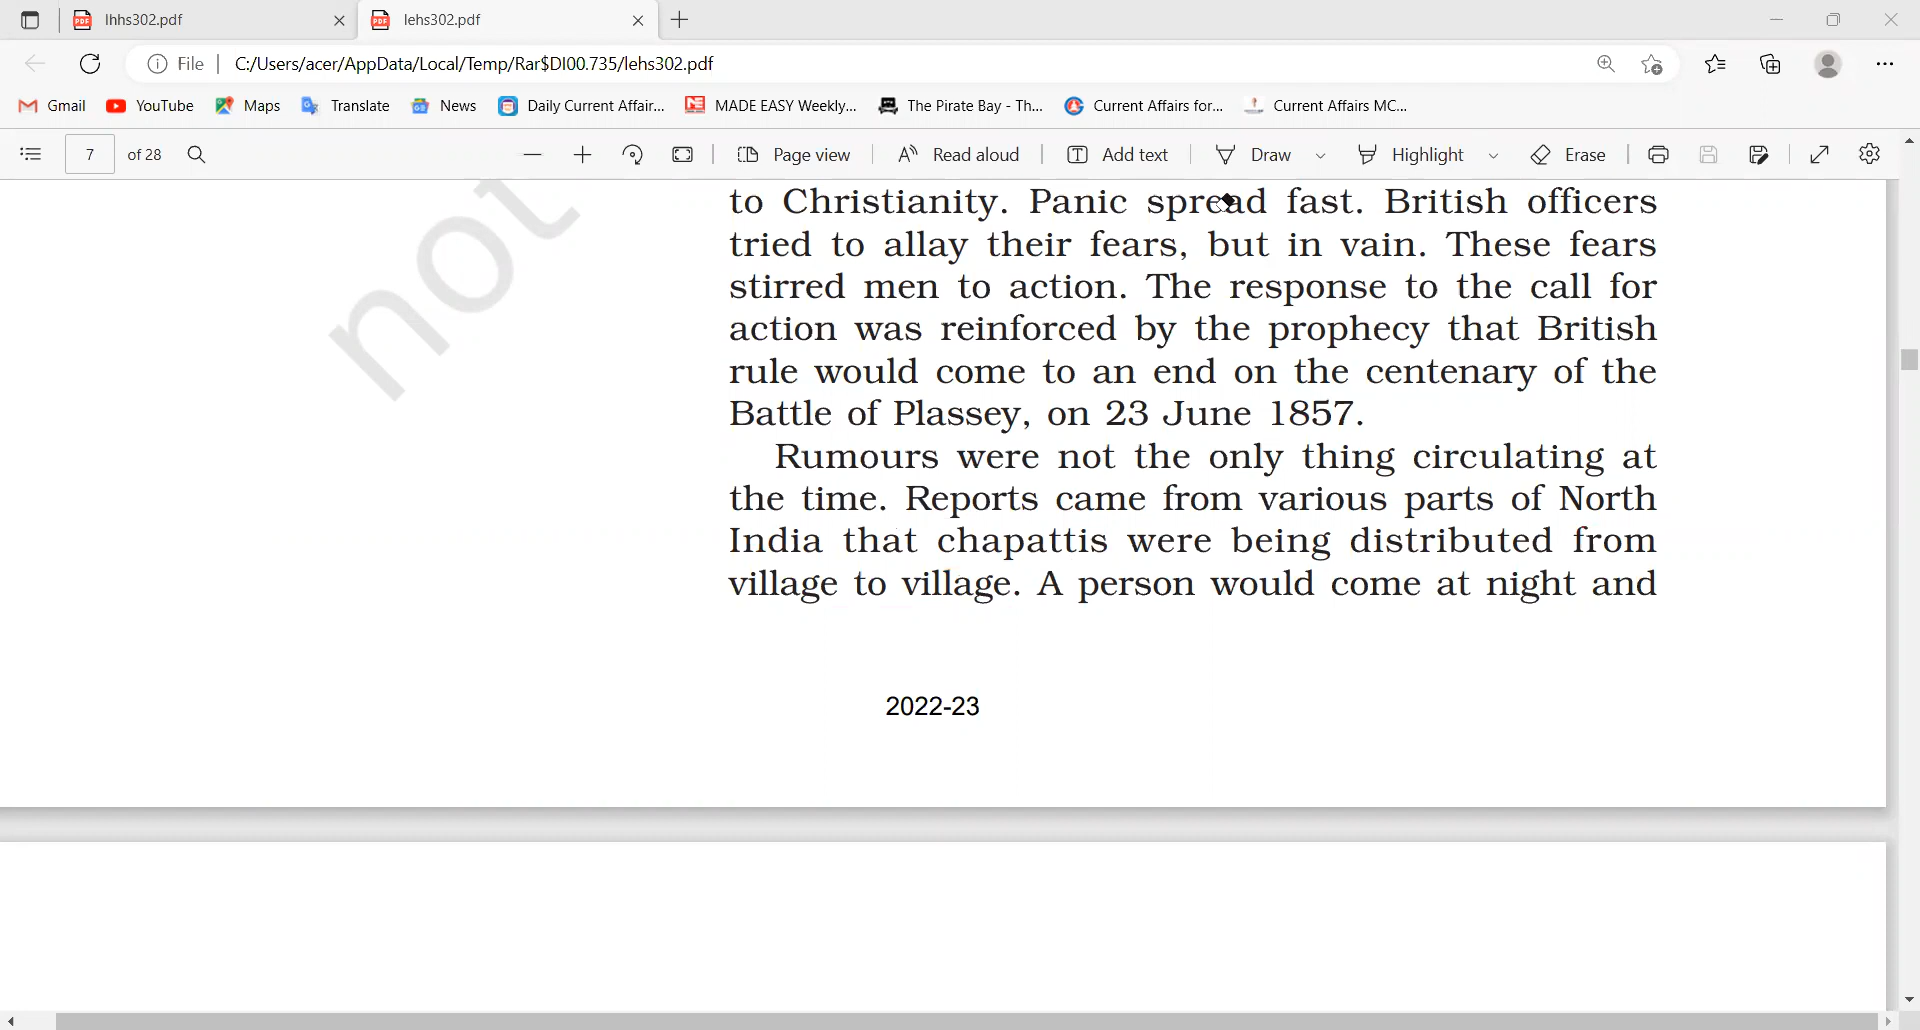 lhhs302.pdf
lehs302.pdf
File
C:/Users/acer/AppData/Local/Temp/Rar$DI00.735/lehs302.pdf
Gmail YouTube Maps Translate News Daily Current Affair... MADE EASY Weekly... The Pirate Bay - Th... Current Affairs for... Current Affairs MC...
7 of 28 Page view Read aloud Add text Draw Highlight Erase
not
to Christianity. Panic spread fast. British officers
tried to allay their fears, but in vain. These fears
stirred men to action. The response to the call for
action was reinforced by the prophecy that British
rule would come to an end on the centenary of the
Battle of Plassey, on 23 June 1857.
Rumours were not the only thing circulating at
the time. Reports came from various parts of North
India that chapattis were being distributed from
village to village. A person would come at night and
2022-23